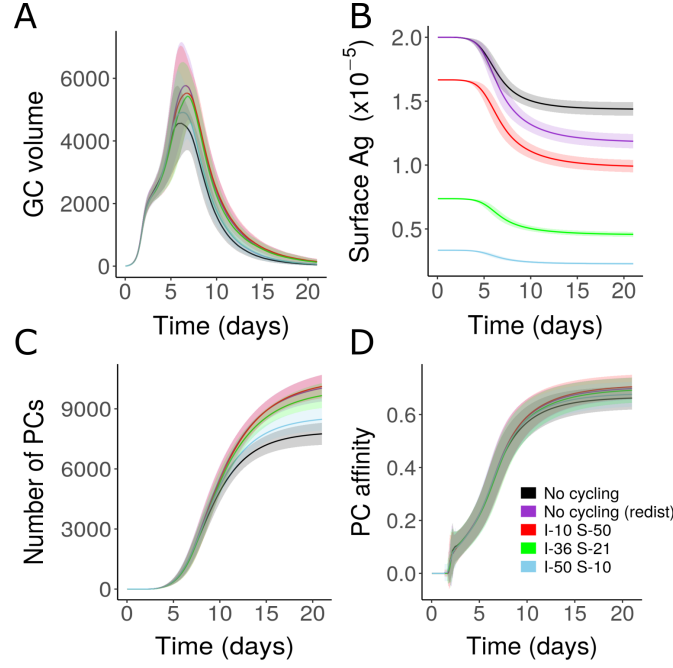 A
GC volume
6000
4000
2000
0
0 5 10 15 20
Time (days)
B
Surface Ag (x10⁻⁵)
2.0
1.5
1.0
0.5
0 5 10 15 20
Time (days)
C
Number of PCs
9000
6000
3000
0
0 5 10 15 20
Time (days)
D
PC affinity
0.6
0.4
0.2
0.0
No cycling
No cycling (redist)
I-10 S-50
I-36 S-21
I-50 S-10
0 5 10 15 20
Time (days)